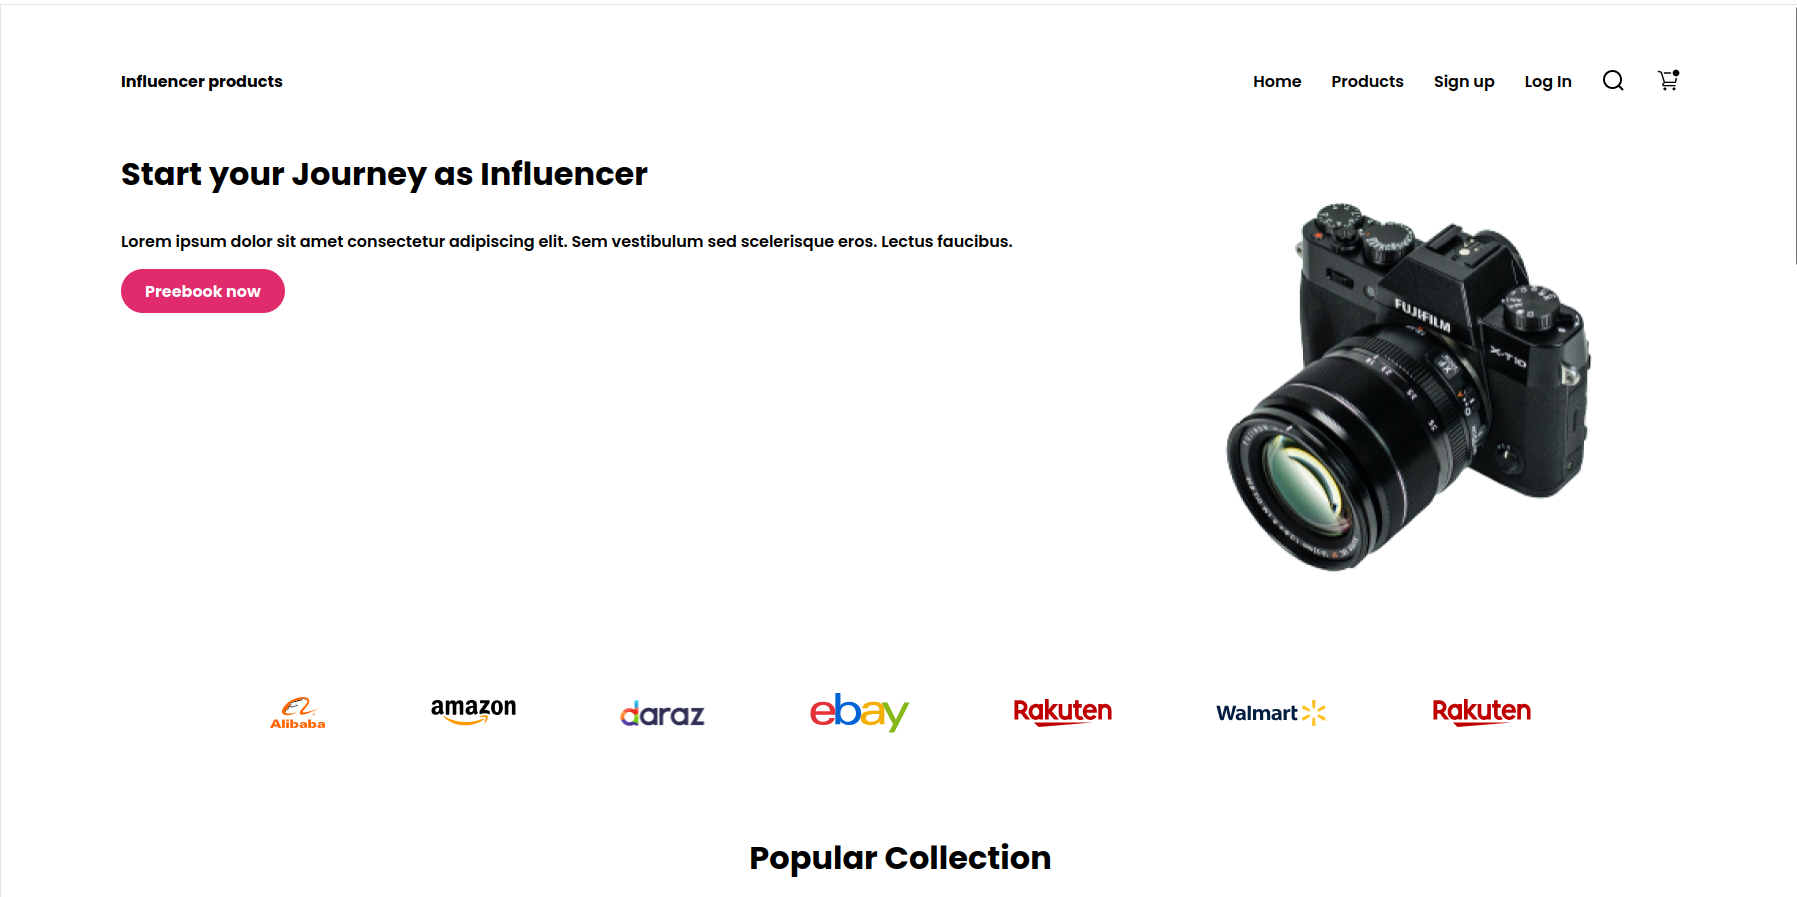 Influencer products
Home Products Sign up Log In
Start your Journey as Influencer
Lorem ipsum dolor sit amet consectetur adipiscing elit. Sem vestibulum sed scelerisque eros. Lectus faucibus.
Preebook now
FUJIFILM
X-T10
Alibaba
amazon
daraz
ebay
Rakuten
Walmart
Rakuten
Popular Collection